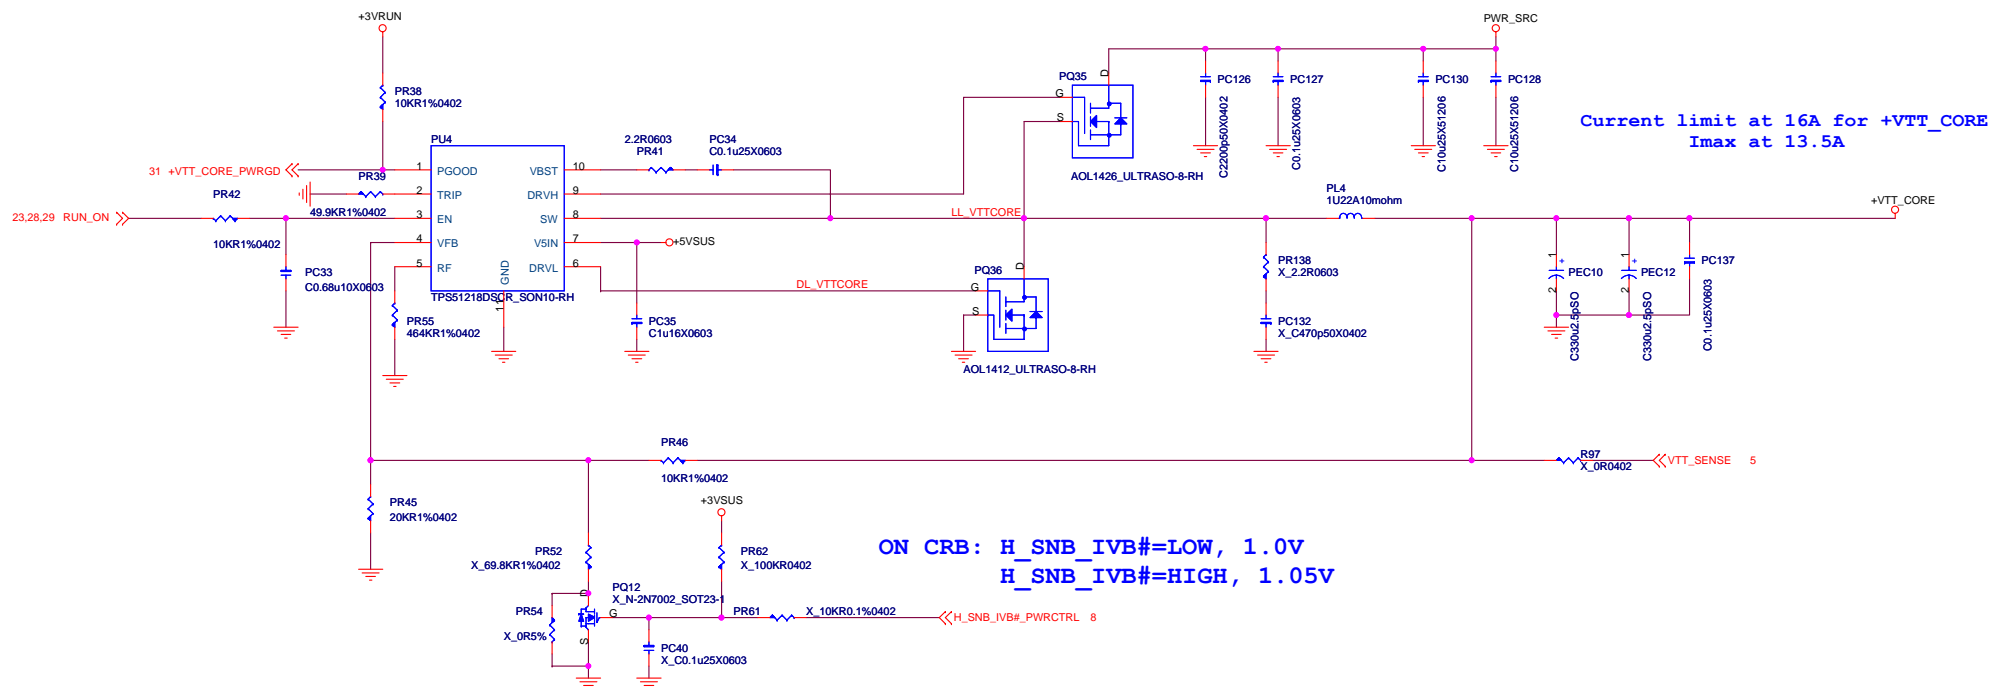 +3VRUN
PR38
10KR1%0402
PU4
31 +VTT_CORE_PWRGD
PR39
49.9KR1%0402
PR42
23,28,29 RUN_ON
10KR1%0402
PC33
C0.68u10X0603
PR55
464KR1%0402
1 PGOOD
2 TRIP
3 EN
4 VFB
5 RF
VBST 10
DRVH 9
SW 8
V5IN 7
DRVL 6
GND
11
TPS51218DSCR_SON10-RH
2.2R0603
PR41
PC34
C0.1u25X0603
+5VSUS
PC35
C1u16X0603
LL_VTTCORE
DL_VTTCORE
PQ35
D
G
S
AOL1426_ULTRASO-8-RH
PQ36
D
G
S
AOL1412_ULTRASO-8-RH
PWR_SRC
PC126
C2200p50X0402
PC127
C0.1u25X0603
PC130
C10u25X51206
PC128
C10u25X51206
Current limit at 16A for +VTT_CORE
Imax at 13.5A
PL4
1U22A10mohm
+VTT_CORE
PR138
X_2.2R0603
PC132
X_C470p50X0402
1
+
2
PEC10
C330u2.5pSO
1
+
2
PEC12
C330u2.5pSO
PC137
C0.1u25X0603
PR46
10KR1%0402
R97
X_0R0402
VTT_SENSE 5
PR45
20KR1%0402
+3VSUS
PR52
X_69.8KR1%0402
PR62
X_100KR0402
ON CRB: H_SNB_IVB#=LOW, 1.0V
H_SNB_IVB#=HIGH, 1.05V
PQ12
X_N-2N7002_SOT23-1
D
G
S
PR54
X_0R5%
PR61
X_10KR0.1%0402
H_SNB_IVB#_PWRCTRL 8
PC40
X_C0.1u25X0603